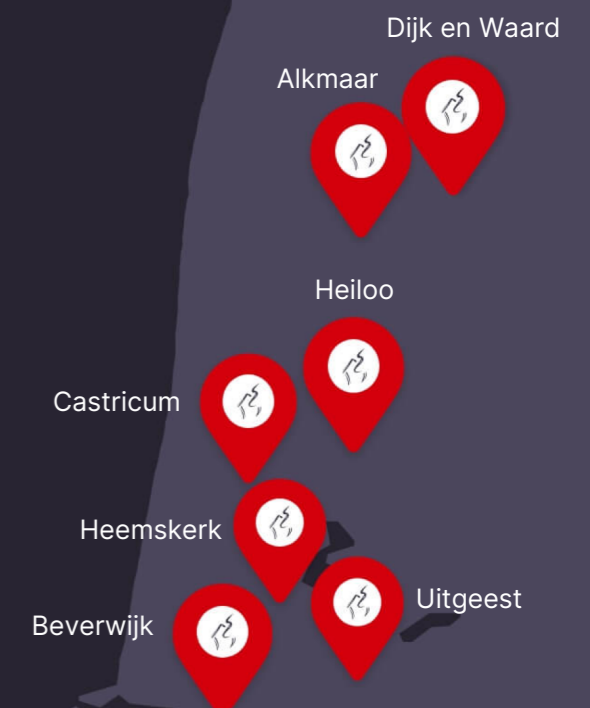 Dijk en Waard
Alkmaar
Heiloo
Castricum
Heemskerk
Uitgeest
Beverwijk